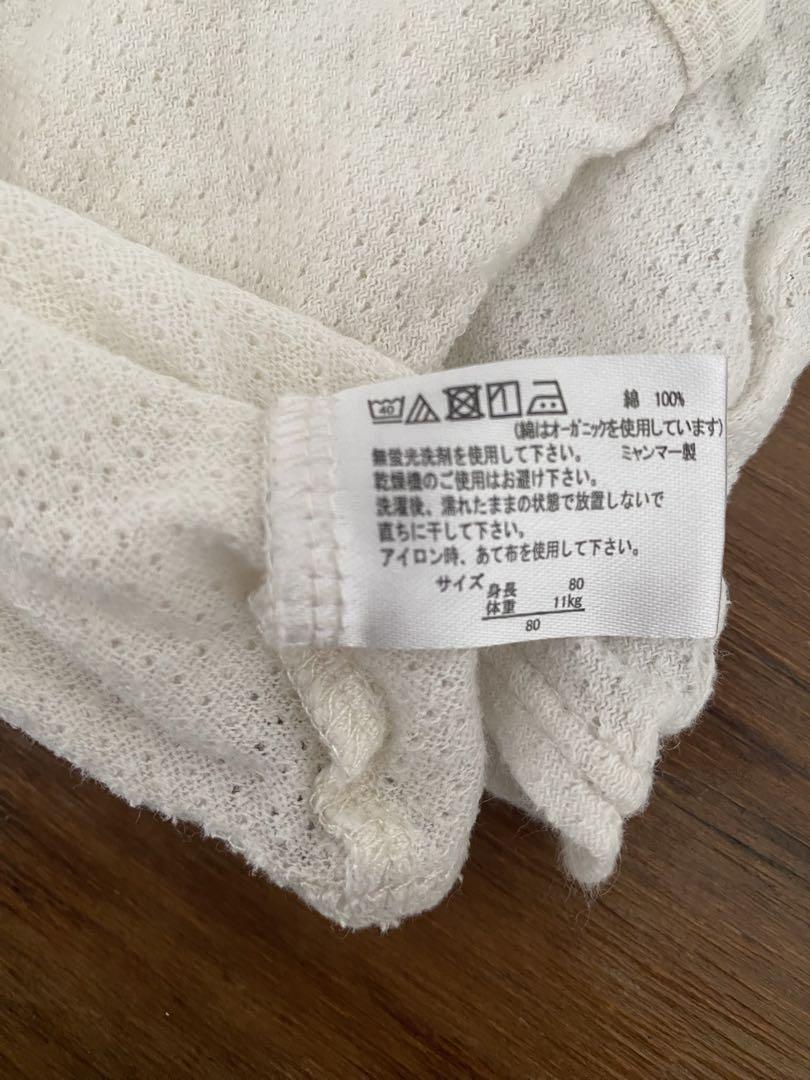 40 綿 100%
(綿はオーガニックを使用しています)
無蛍光洗剤を使用して下さい。 ミャンマー製
乾燥機のご使用はお避け下さい。
洗濯後、濡れたままの状態で放置しないで
直ちに干して下さい。
アイロン時、あて布を使用して下さい。
サイズ 身長 80
体重 11kg
80